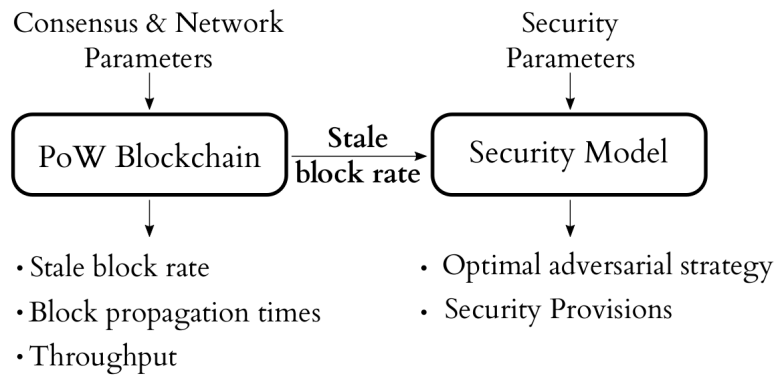 Consensus & Network
Parameters
Security
Parameters
PoW Blockchain
Stale
block rate
Security Model
• Stale block rate
• Block propagation times
• Throughput
• Optimal adversarial strategy
• Security Provisions